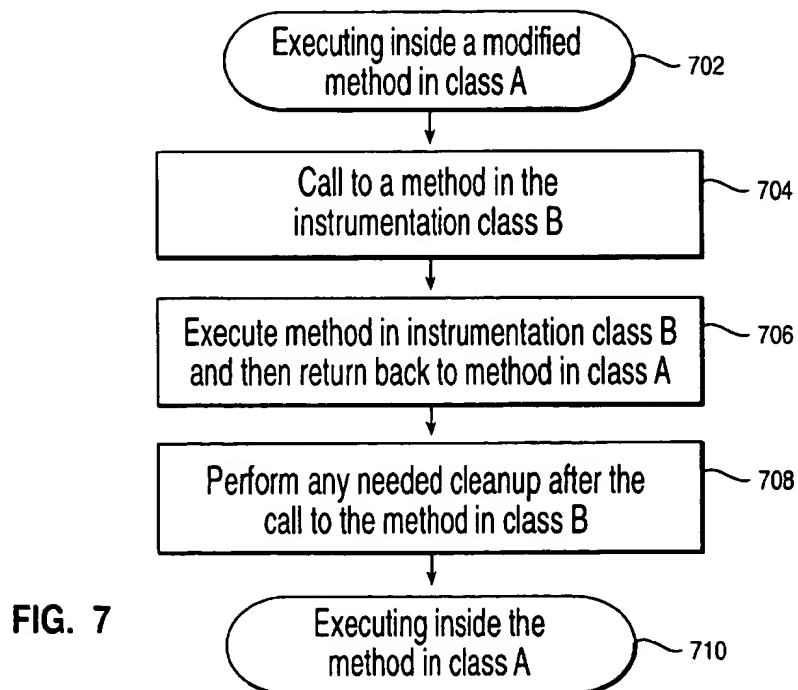 Executing inside a modified
method in class A
702
Call to a method in the
instrumentation class B
704
Execute method in instrumentation class B
and then return back to method in class A
706
Perform any needed cleanup after the
call to the method in class B
708
FIG. 7
Executing inside the
method in class A
710